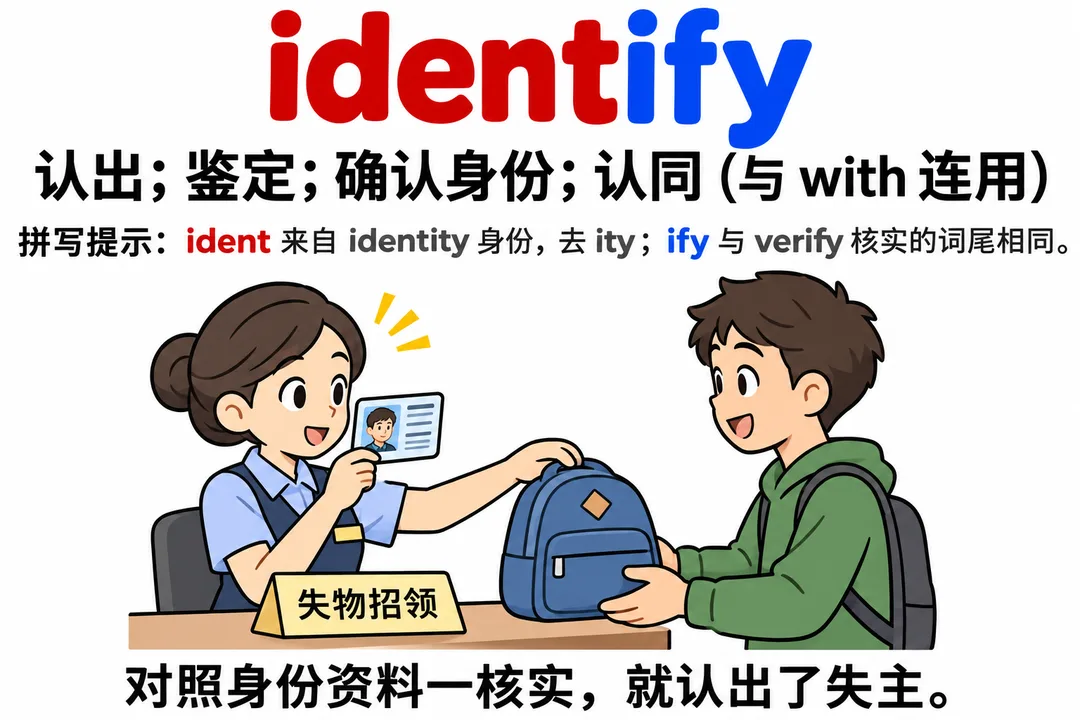 identify
认出；鉴定；确认身份；认同 (与 with 连用)
拼写提示：ident 来自 identity 身份，去 ity；ify 与 verify 核实的词尾相同。
失物招领
对照身份资料一核实，就认出了失主。